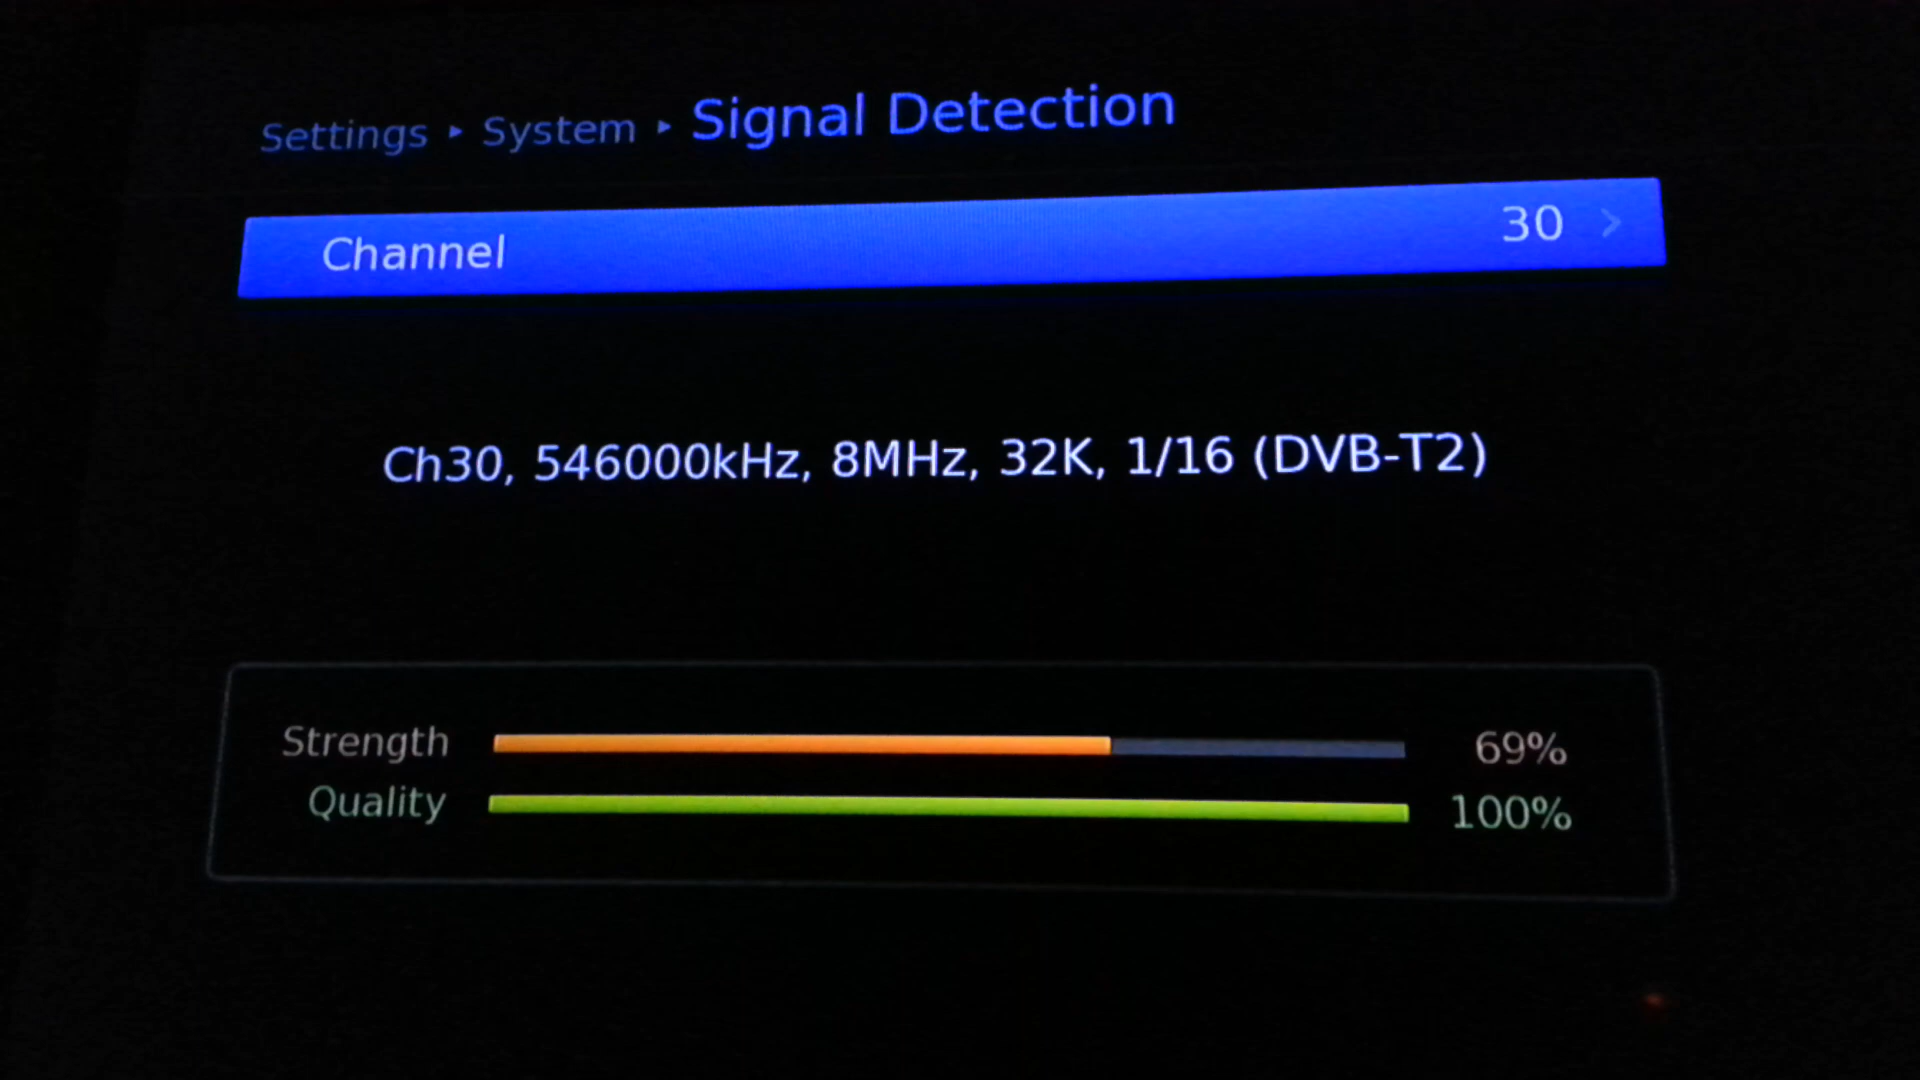 Settings ▸ System ▸ Signal Detection
Channel 30 >
Ch30, 546000kHz, 8MHz, 32K, 1/16 (DVB-T2)
Strength 69%
Quality 100%